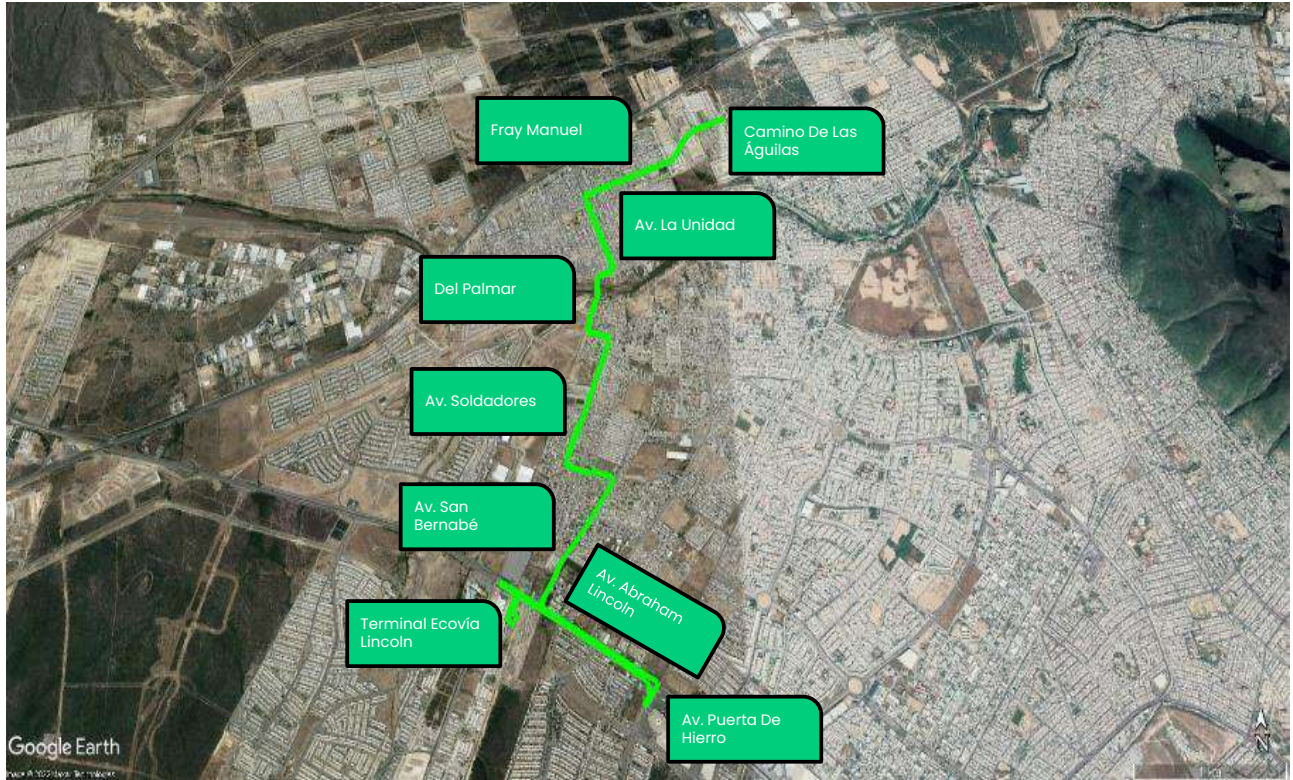 Fray Manuel
Camino De Las
Águilas
Av. La Unidad
Del Palmar
Av. Soldadores
Av. San
Bernabé
Av. Abraham
Lincoln
Terminal Ecovía
Lincoln
Av. Puerta De
Hierro
Google Earth
N